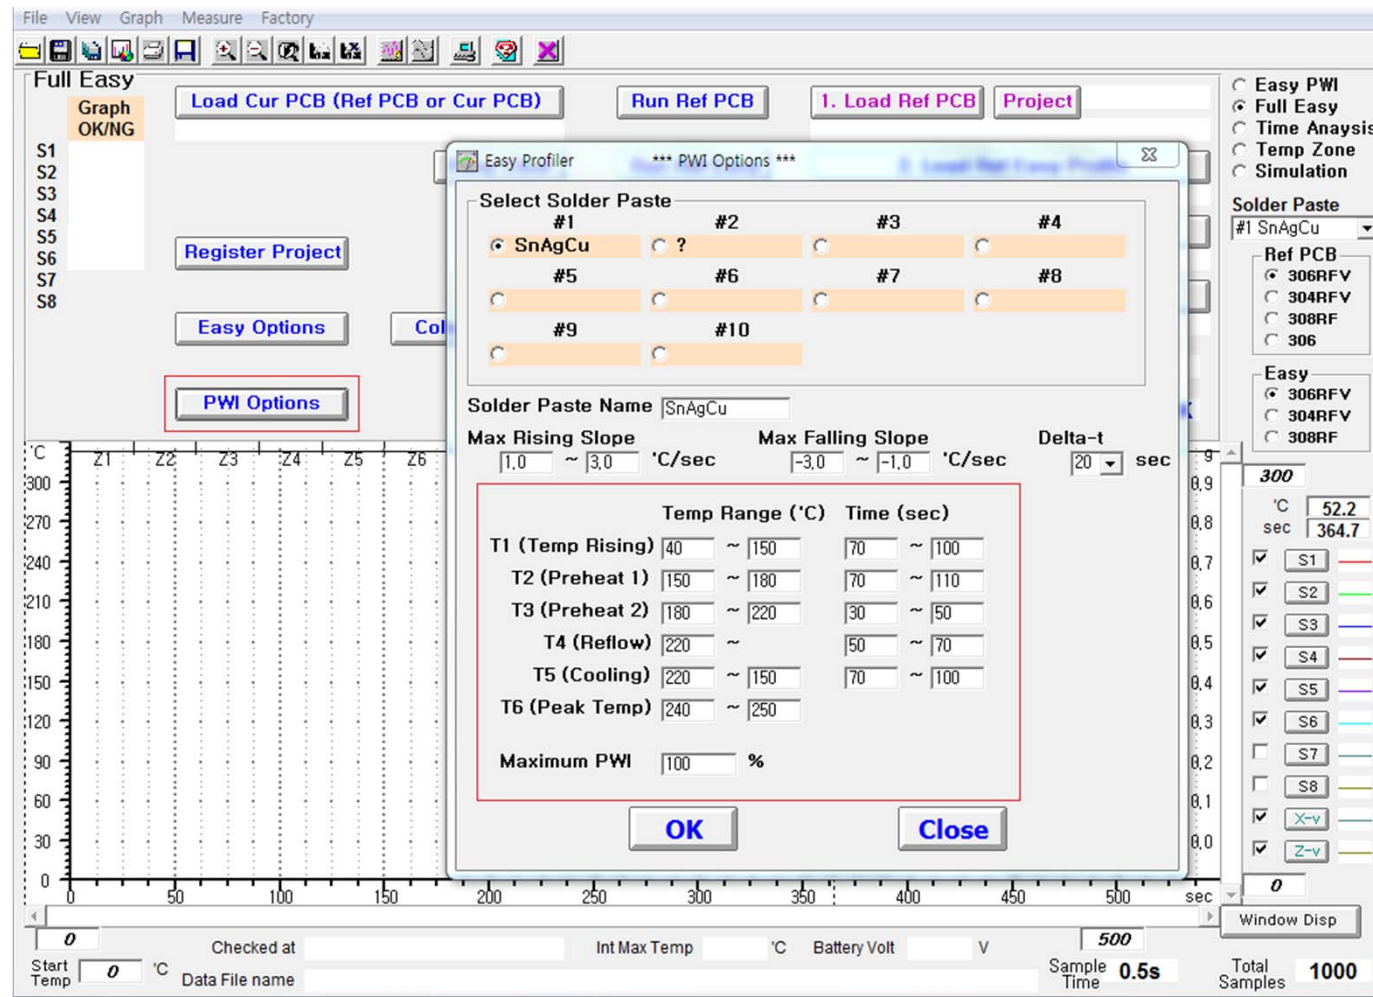 File View Graph Measure Factory
Full Easy
Graph
OK/NG
S1
S2
S3
S4
S5
S6
S7
S8
Load Cur PCB (Ref PCB or Cur PCB)
Run Ref PCB
1. Load Ref PCB
Project
Register Project
Easy Options
Col
PWI Options
Easy PWI
Full Easy
Time Anaysis
Temp Zone
Simulation
Solder Paste
#1 SnAgCu
Ref PCB
306RFV
304RFV
308RF
306
Easy
306RFV
304RFV
308RF
Easy Profiler *** PWI Options ***
Select Solder Paste
#1 #2 #3 #4
SnAgCu ?
#5 #6 #7 #8
#9 #10
Solder Paste Name SnAgCu
Max Rising Slope Max Falling Slope Delta-t
1,0 ~ 3,0 'C/sec -3,0 ~ -1,0 'C/sec 20 sec
Temp Range ('C) Time (sec)
T1 (Temp Rising) 40 ~ 150 70 ~ 100
T2 (Preheat 1) 150 ~ 180 70 ~ 110
T3 (Preheat 2) 180 ~ 220 30 ~ 50
T4 (Reflow) 220 ~ 50 ~ 70
T5 (Cooling) 220 ~ 150 70 ~ 100
T6 (Peak Temp) 240 ~ 250
Maximum PWI 100 %
OK Close
'C Z1 Z2 Z3 Z4 Z5 Z6 g
300
270
240
210
180
150
120
90
60
30
0
0,9
0,8
0,7
0,6
0,5
0,4
0,3
0,2
0,1
0,0
0 50 100 150 200 250 300 350 400 450 500 sec
300
'C 52.2
sec 364.7
S1
S2
S3
S4
S5
S6
S7
S8
X-v
Z-v
0
Window Disp
0 500
Checked at Int Max Temp 'C Battery Volt V
Start Temp 0 'C
Data File name
Sample Time 0.5s
Total Samples 1000